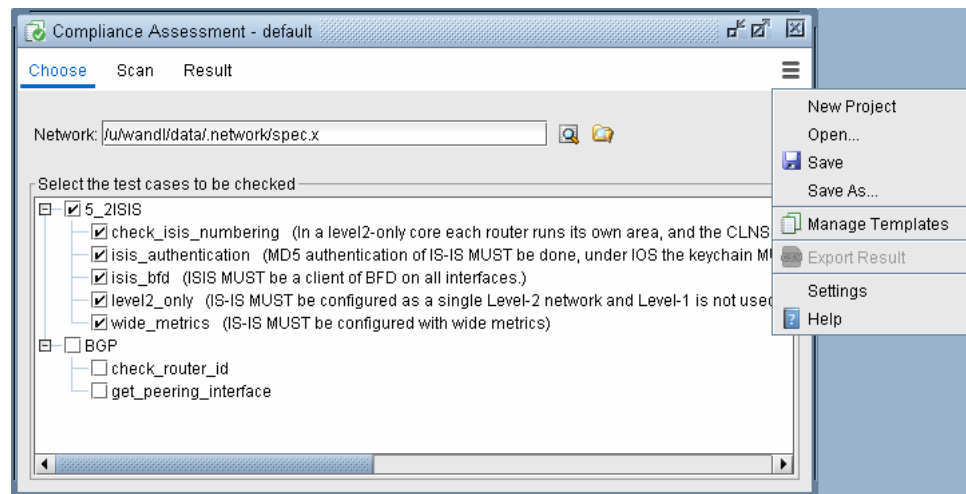 Compliance Assessment - default
Choose Scan Result
New Project
Network: /u/wandl/data/.network/spec.x
Open...
Save
Select the test cases to be checked
Save As...
5_2ISIS
Manage Templates
check_isis_numbering (In a level2-only core each router runs its own area, and the CLNS
isis_authentication (MD5 authentication of IS-IS MUST be done, under IOS the keychain
Export Result
isis_bfd (ISIS MUST be a client of BFD on all interfaces.)
Settings
level2_only (IS-IS MUST be configured as a single Level-2 network and Level-1 is not used
Help
wide_metrics (IS-IS MUST be configured with wide metrics)
BGP
check_router_id
get_peering_interface